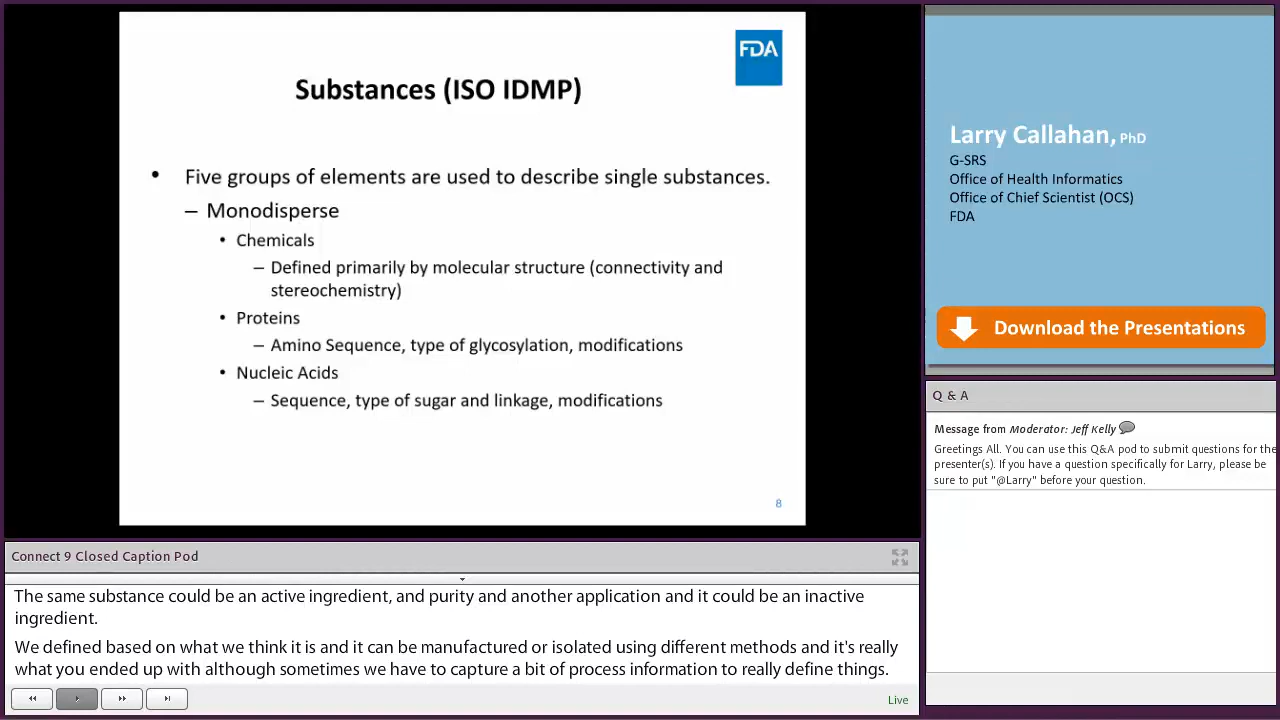 FDA
Substances (ISO IDMP)
• Five groups of elements are used to describe single substances.
– Monodisperse
• Chemicals
– Defined primarily by molecular structure (connectivity and
stereochemistry)
• Proteins
– Amino Sequence, type of glycosylation, modifications
• Nucleic Acids
– Sequence, type of sugar and linkage, modifications
8
Larry Callahan, PhD
G-SRS
Office of Health Informatics
Office of Chief Scientist (OCS)
FDA
Download the Presentations
Q & A
Message from Moderator: Jeff Kelly
Greetings All. You can use this Q&A pod to submit questions for the
presenter(s). If you have a question specifically for Larry, please be
sure to put "@Larry" before your question.
Connect 9 Closed Caption Pod
The same substance could be an active ingredient, and purity and another application and it could be an inactive
ingredient.
We defined based on what we think it is and it can be manufactured or isolated using different methods and it's really
what you ended up with although sometimes we have to capture a bit of process information to really define things.
Live